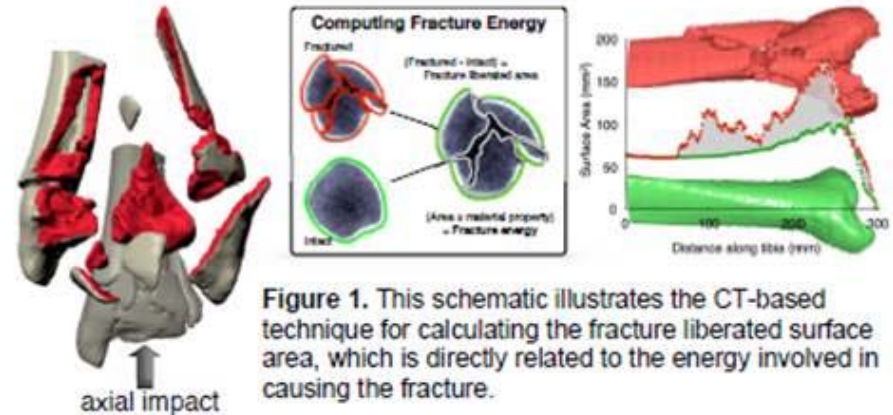 axial impact
Computing Fracture Energy
Fractured
(Fractured - Intact) =
Fracture liberated area
Intact
(Area x material property)
= Fracture energy
Surface Area (mm²)
200
150
100
50
0
0
100
200
300
Distance along tibia (mm)
Figure 1. This schematic illustrates the CT-based
technique for calculating the fracture liberated surface
area, which is directly related to the energy involved in
causing the fracture.